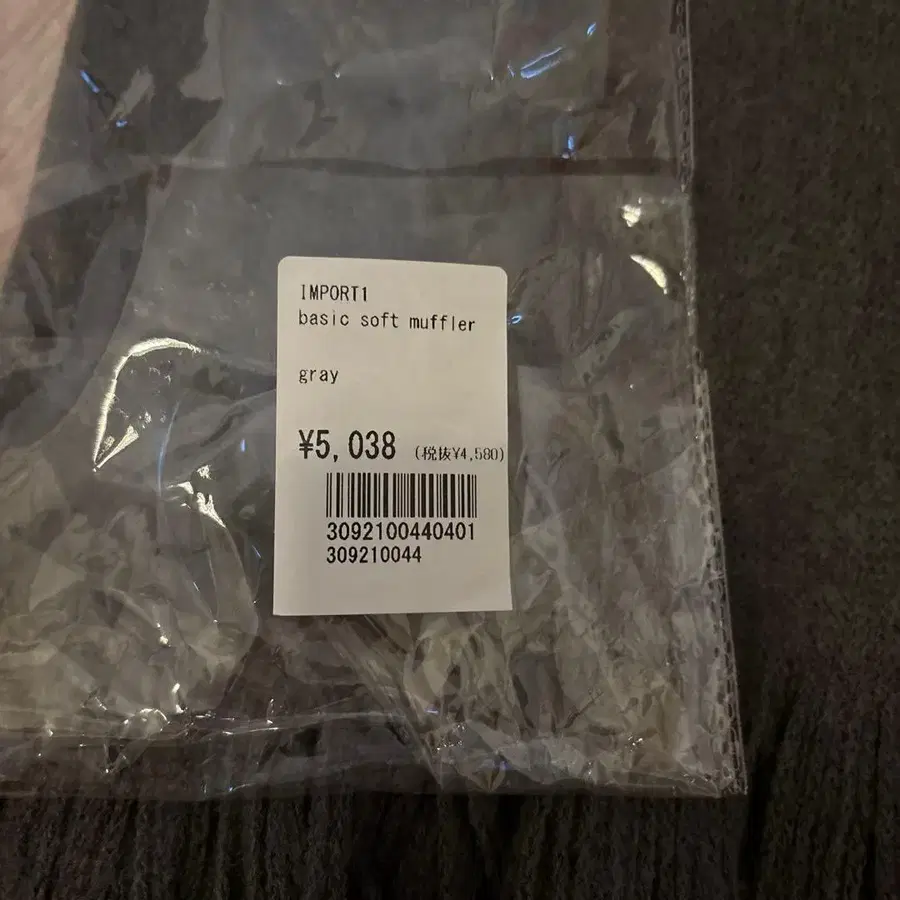 IMPORT1
basic soft muffler
gray
¥5,038 (税抜¥4,580)
3092100440401
309210044